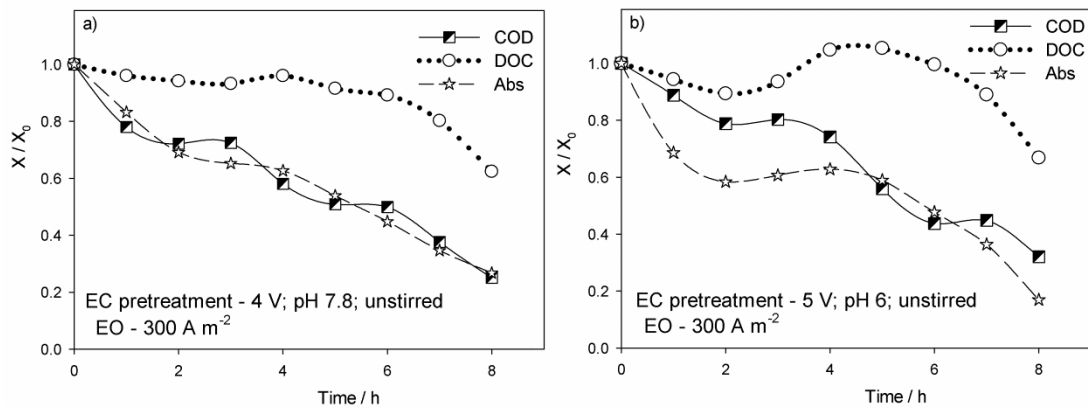 a)
COD
DOC
Abs
1.0
0.8
0.6
0.4
0.2
0.0
X / X₀
EC pretreatment - 4 V; pH 7.8; unstirred
EO - 300 A m⁻²
0
2
4
6
8
Time / h
b)
COD
DOC
Abs
1.0
0.8
0.6
0.4
0.2
0.0
X / X₀
EC pretreatment - 5 V; pH 6; unstirred
EO - 300 A m⁻²
0
2
4
6
8
Time / h